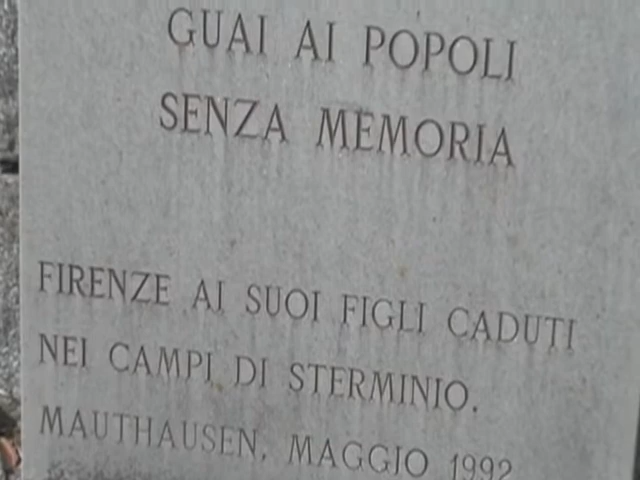 GUAI AI POPOLI
SENZA MEMORIA
FIRENZE AI SUOI FIGLI CADUTI
NEI CAMPI DI STERMINIO.
MAUTHAUSEN, MAGGIO 1992